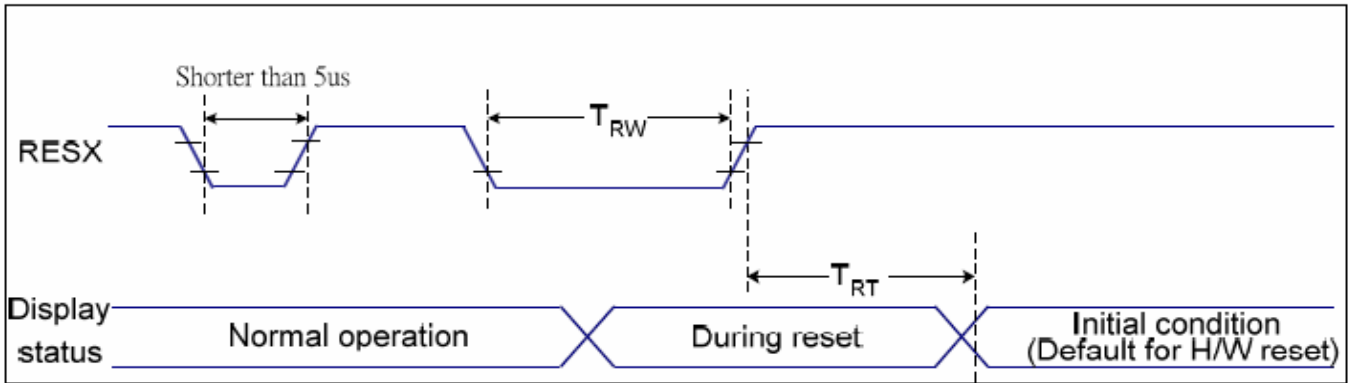 Shorter than 5us
RESX
TRW
TRT
Display
status
Normal operation
During reset
Initial condition
(Default for H/W reset)